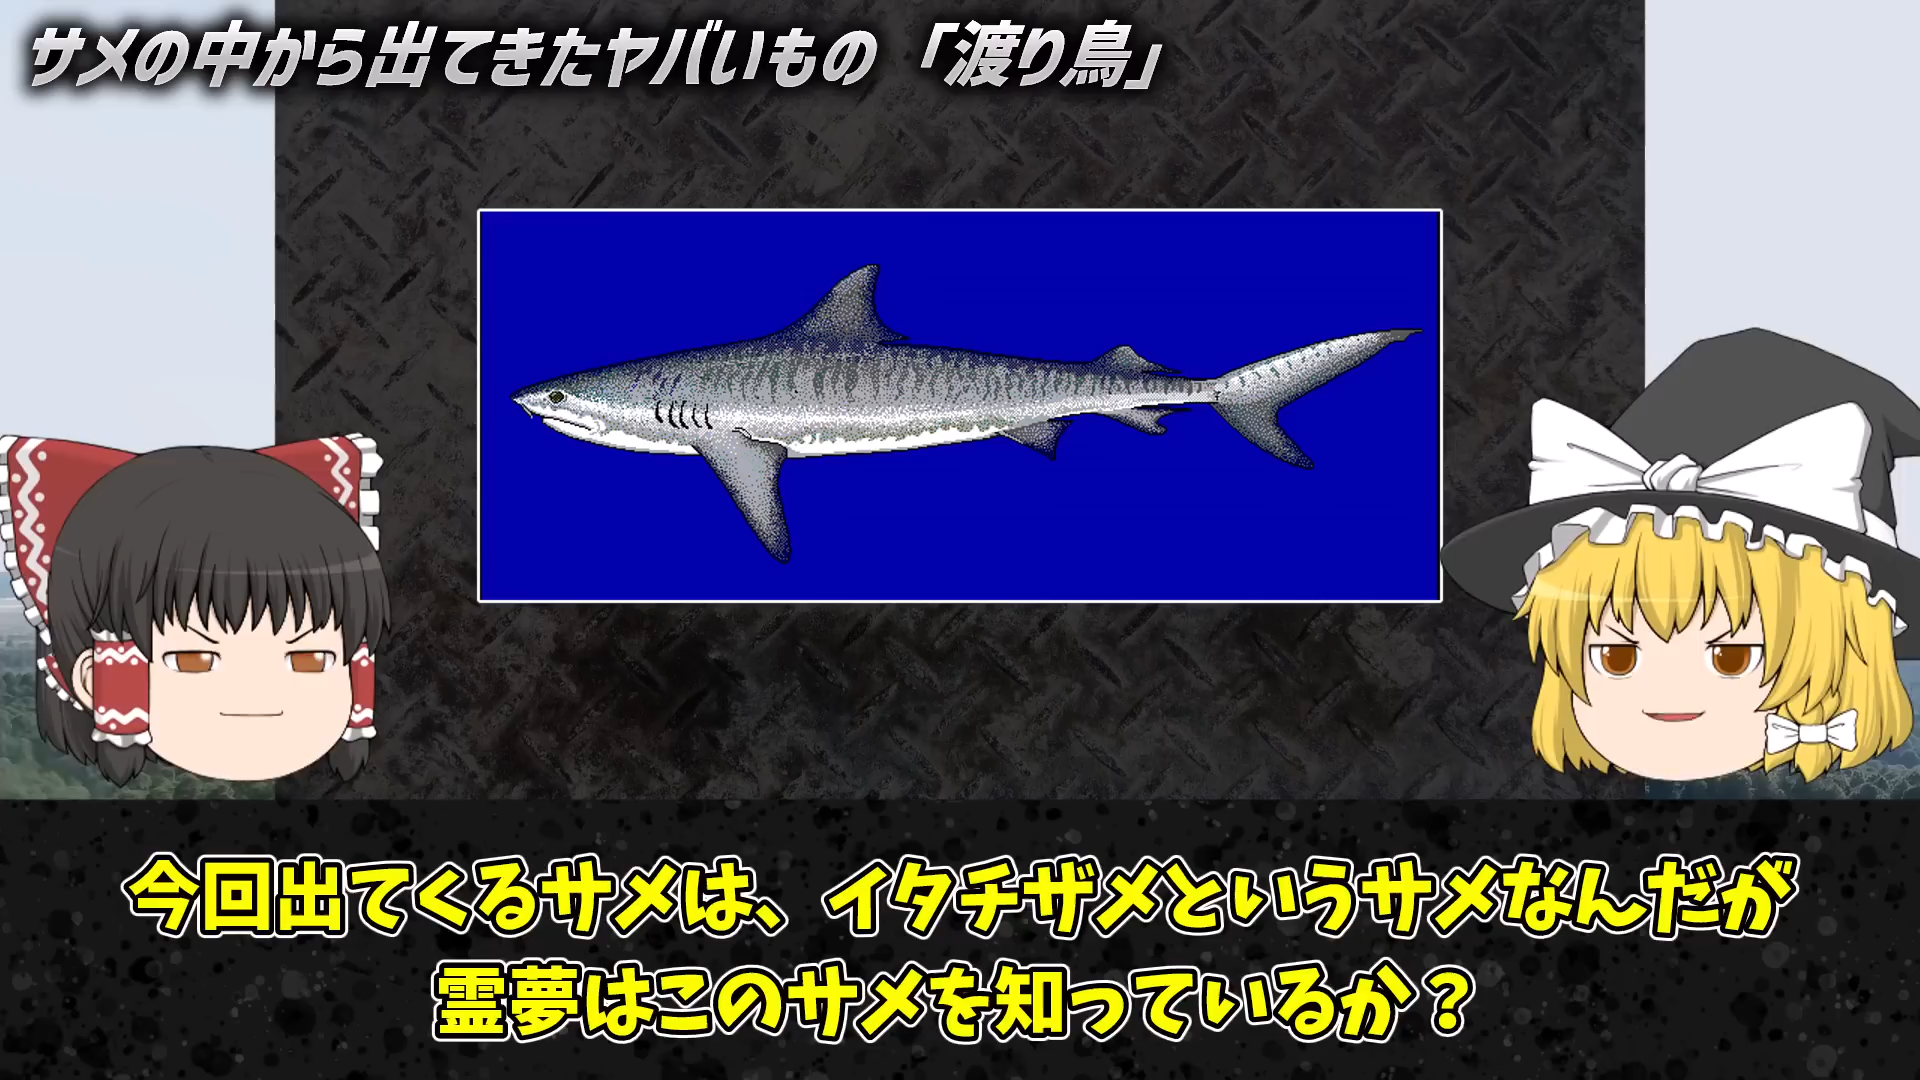 サメの中から出てきたヤバいもの「渡り鳥」
今回出てくるサメは、イタチザメというサメなんだが
霊夢はこのサメを知っているか？